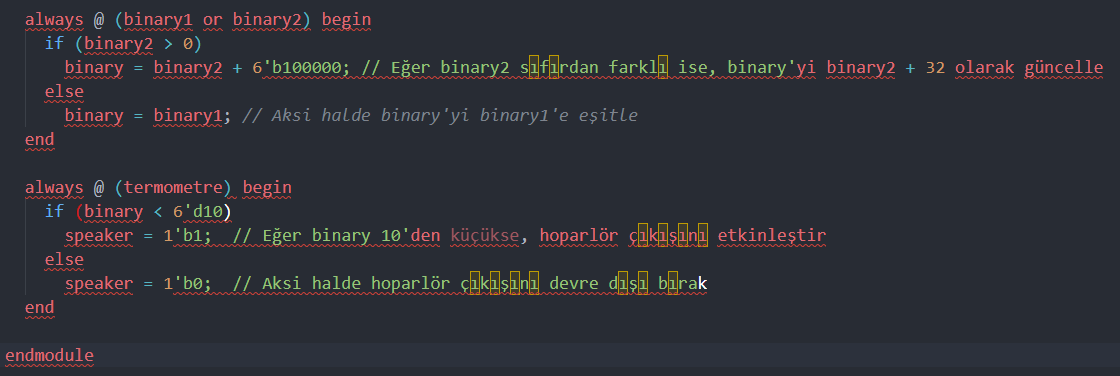 always @ (binary1 or binary2) begin
if (binary2 > 0)
binary = binary2 + 6'b100000; // Eğer binary2 sıfırdan farklı ise, binary'yi binary2 + 32 olarak güncelle
else
binary = binary1; // Aksi halde binary'yi binary1'e eşitle
end
always @ (termometre) begin
if (binary < 6'd10)
speaker = 1'b1;  // Eğer binary 10'den küçükse, hoparlör çıkışını etkinleştir
else
speaker = 1'b0;  // Aksi halde hoparlör çıkışını devre dışı bırak
end
endmodule